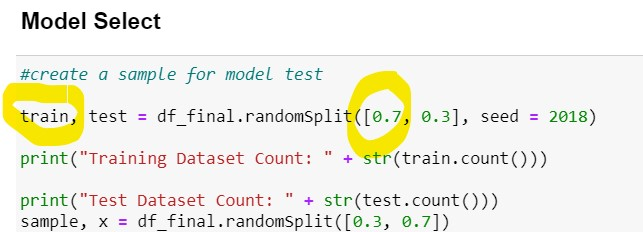 Model Select
#create a sample for model test
train, test = df_final.randomSplit([0.7, 0.3], seed = 2018)
print("Training Dataset Count: " + str(train.count()))
print("Test Dataset Count: " + str(test.count()))
sample, x = df_final.randomSplit([0.3, 0.7])